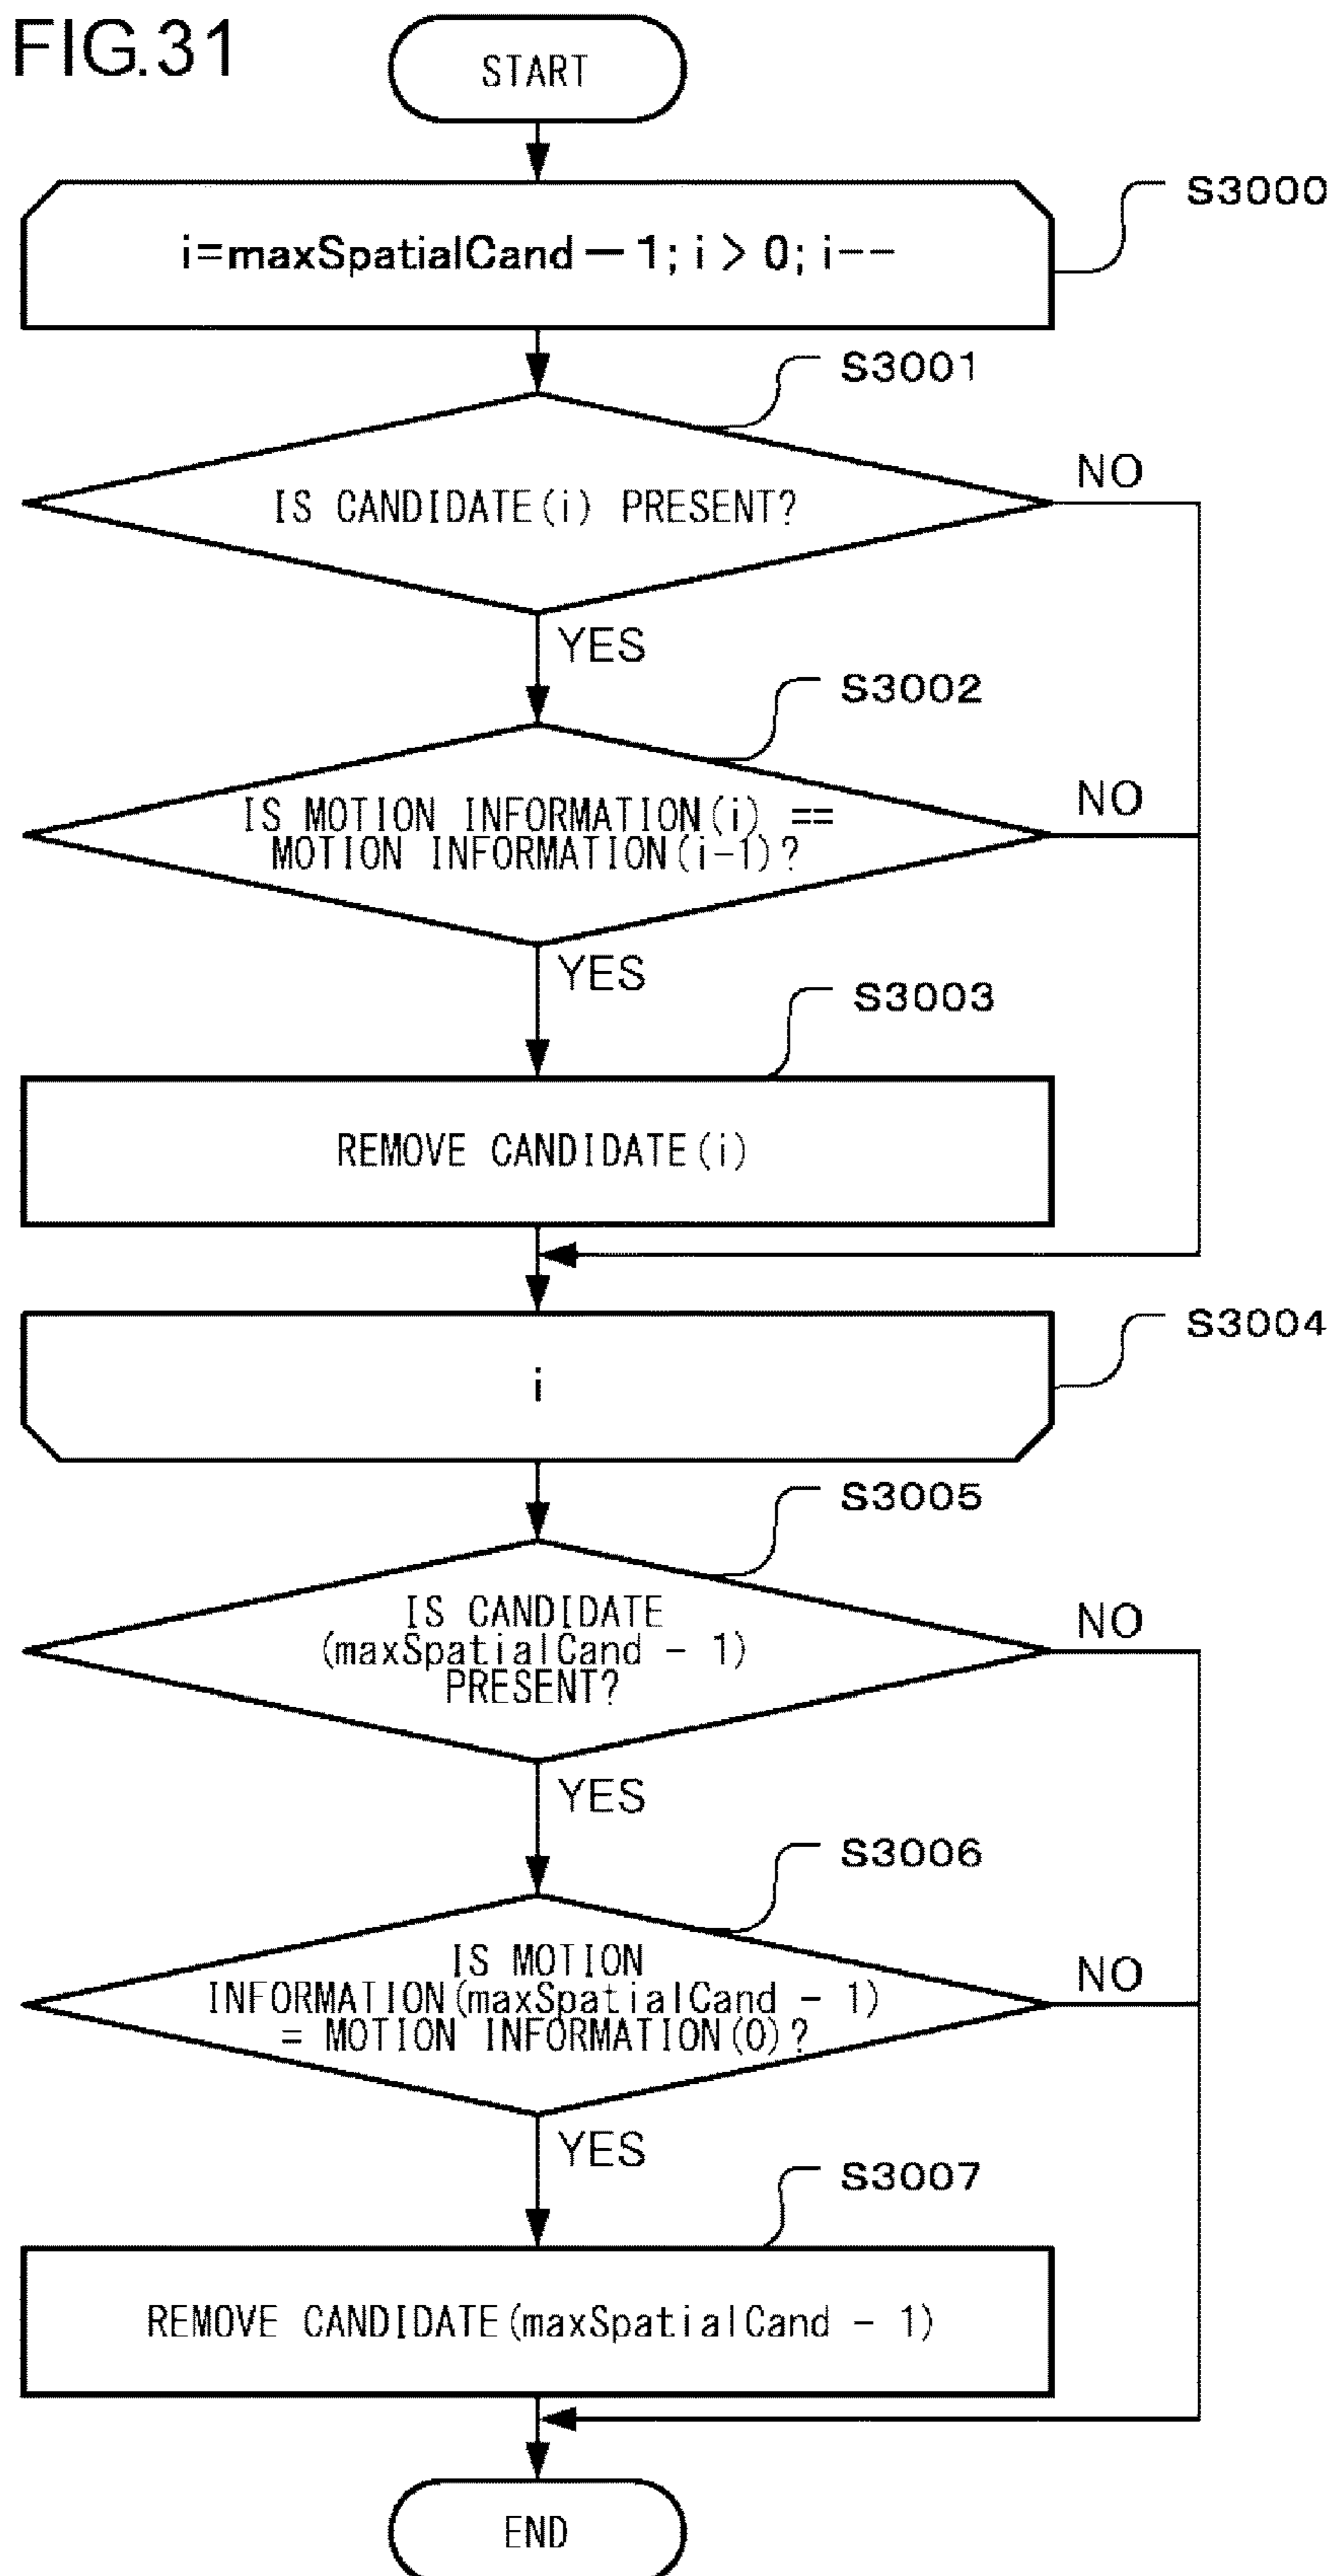 FIG.31
START
S3000
i=maxSpatialCand－1; i > 0; i--
S3001
NO
IS CANDIDATE(i) PRESENT?
YES
S3002
NO
IS MOTION INFORMATION(i) ==
MOTION INFORMATION(i-1)?
YES
S3003
REMOVE CANDIDATE(i)
S3004
i
S3005
NO
IS CANDIDATE
(maxSpatialCand - 1)
PRESENT?
YES
S3006
NO
IS MOTION
INFORMATION(maxSpatialCand - 1)
= MOTION INFORMATION(0)?
YES
S3007
REMOVE CANDIDATE(maxSpatialCand - 1)
END